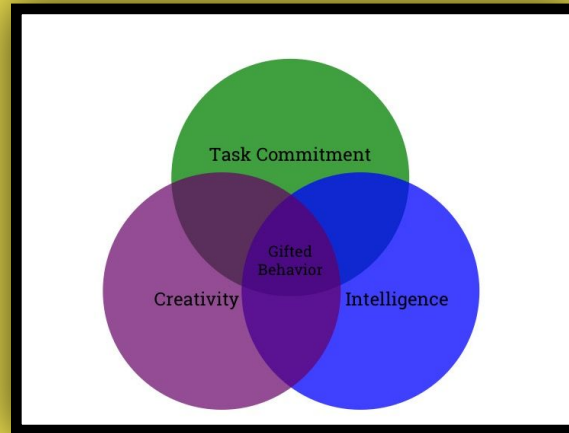 Task Commitment
Gifted
Behavior
Creativity
Intelligence